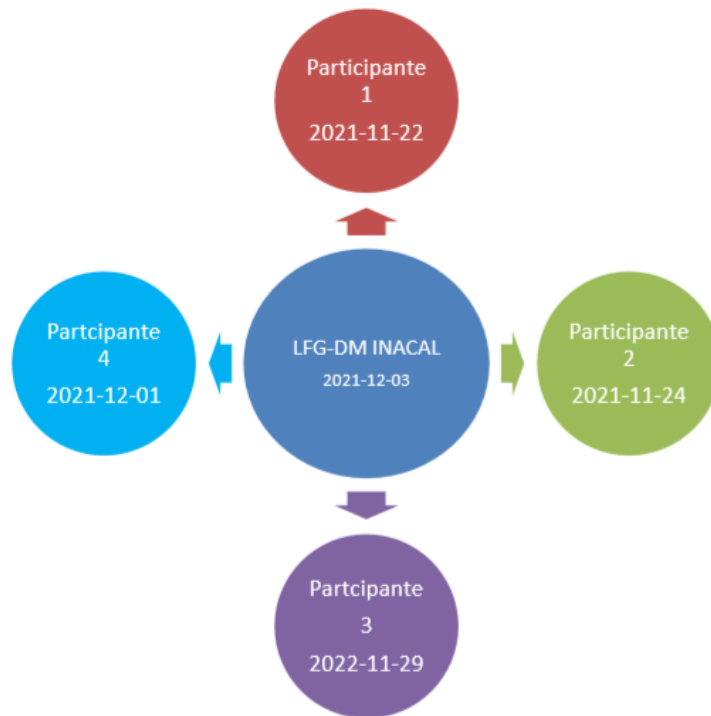 Participante
1
2021-11-22
LFG-DM INACAL
2021-12-03
Partcipante
4
2021-12-01
Participante
2
2021-11-24
Partcipante
3
2022-11-29